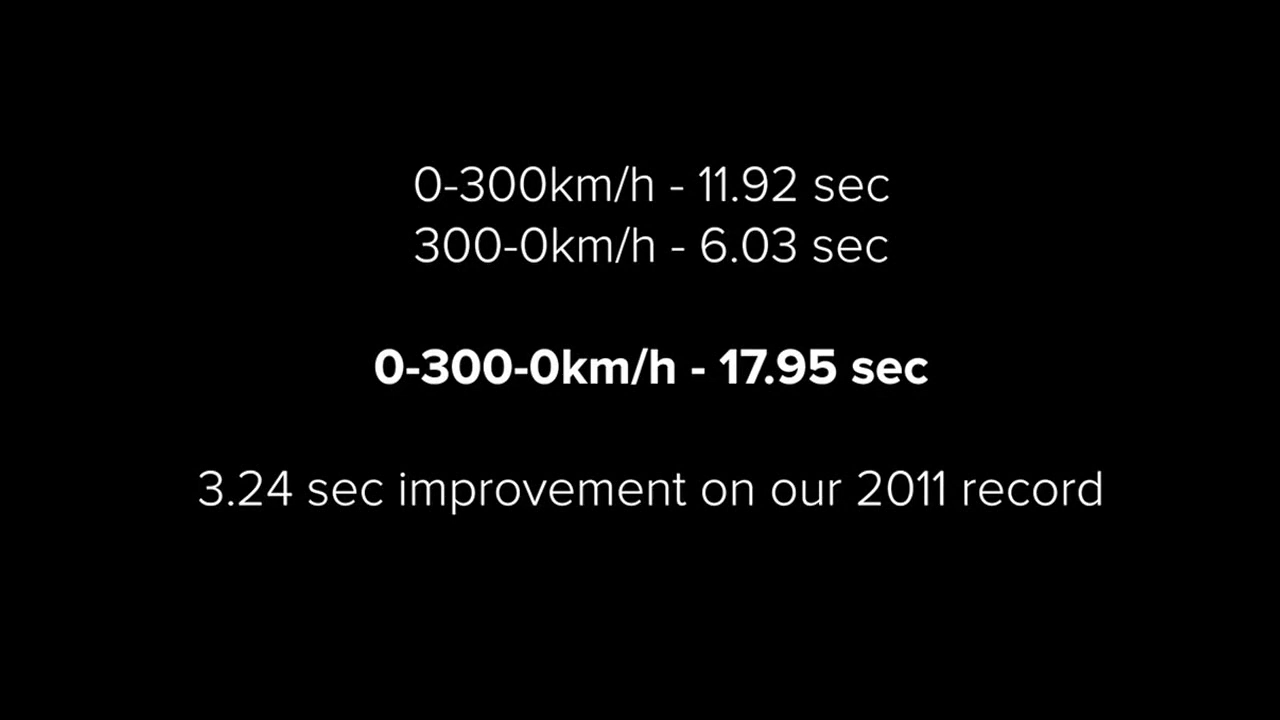 0-300km/h - 11.92 sec
300-0km/h - 6.03 sec
0-300-0km/h - 17.95 sec
3.24 sec improvement on our 2011 record